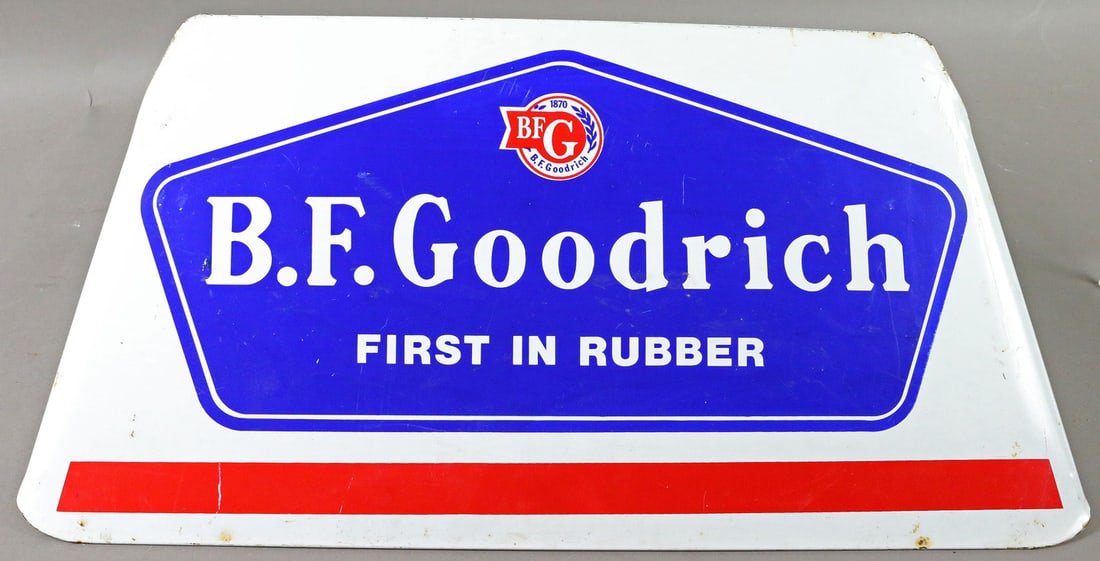 1870
BFG
B.F.Goodrich
B.F.Goodrich
FIRST IN RUBBER